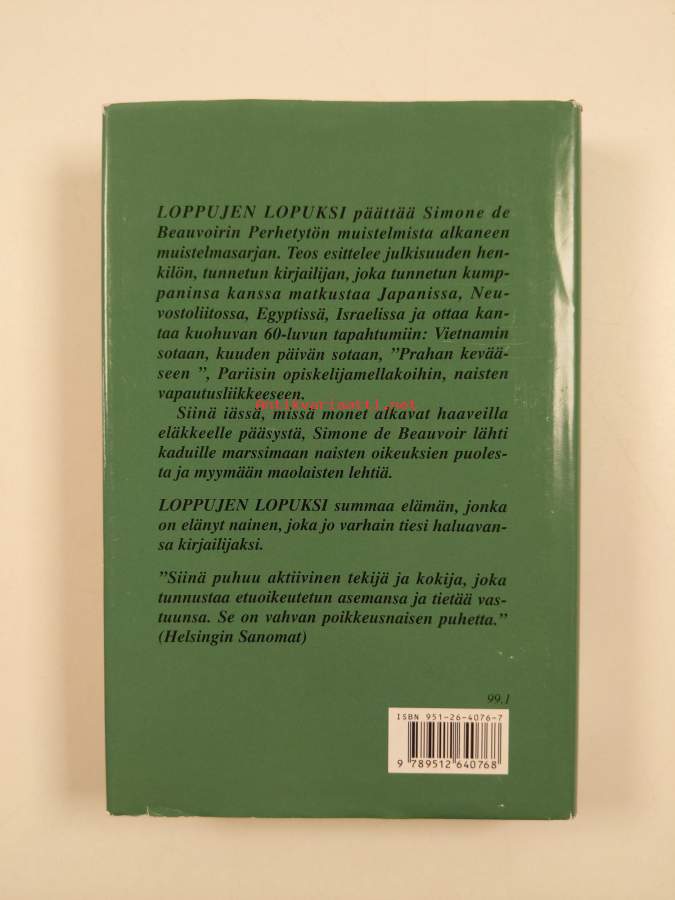 LOPPUJEN LOPUKSI päättää Simone de
Beauvoirin Perhetytön muistelmista alkaneen
muistelmasarjan. Teos esittelee julkisuuden hen-
kilön, tunnetun kirjailijan, joka tunnetun kump-
paninsa kanssa matkustaa Japanissa, Neu-
vostoliitossa, Egyptissä, Israelissa ja ottaa kan-
taa kuohuvan 60-luvun tapahtumiin: Vietnamin
sotaan, kuuden päivän sotaan, ”Prahan kevää-
seen ”, Pariisin opiskelijamellakoihin, naisten
vapautusliikkeeseen.
Antikvariaatti.net
Siinä iässä, missä monet alkavat haaveilla
eläkkeelle pääsystä, Simone de Beauvoir lähti
kaduille marssimaan naisten oikeuksien puoles-
ta ja myymään maolaisten lehtiä.
LOPPUJEN LOPUKSI summaa elämän, jonka
on elänyt nainen, joka jo varhain tiesi haluavan-
sa kirjailijaksi.
”Siinä puhuu aktiivinen tekijä ja kokija, joka
tunnustaa etuoikeutetun asemansa ja tietää vas-
tuunsa. Se on vahvan poikkeusnaisen puhetta.”
(Helsingin Sanomat)
99.1
ISBN 951-26-4076-7
9 789512 640768